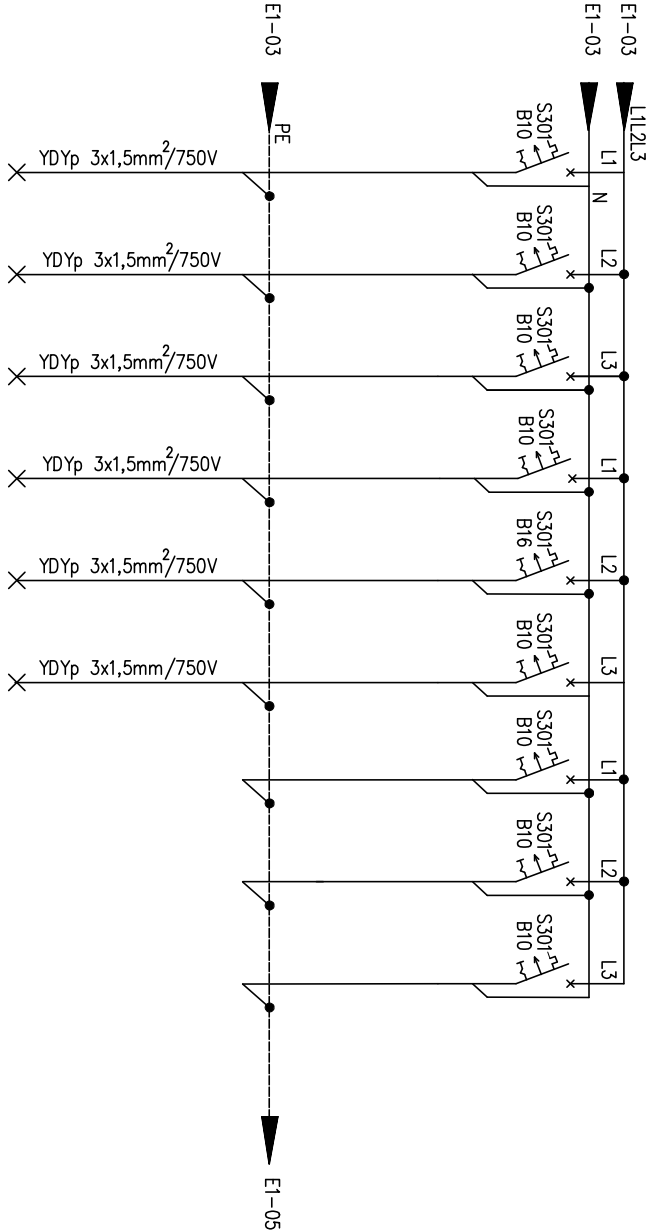 E1-03
E1-03
E1-03
L1L2L3
PE
N
L1
S301
B10
YDYp 3x1,5mm²/750V
L2
S301
B10
YDYp 3x1,5mm²/750V
L3
S301
B10
YDYp 3x1,5mm²/750V
L1
S301
B10
YDYp 3x1,5mm²/750V
L2
S301
B16
YDYp 3x1,5mm²/750V
L3
S301
B10
YDYp 3x1,5mm²/750V
L1
S301
B10
L2
S301
B10
L3
S301
B10
E1-05